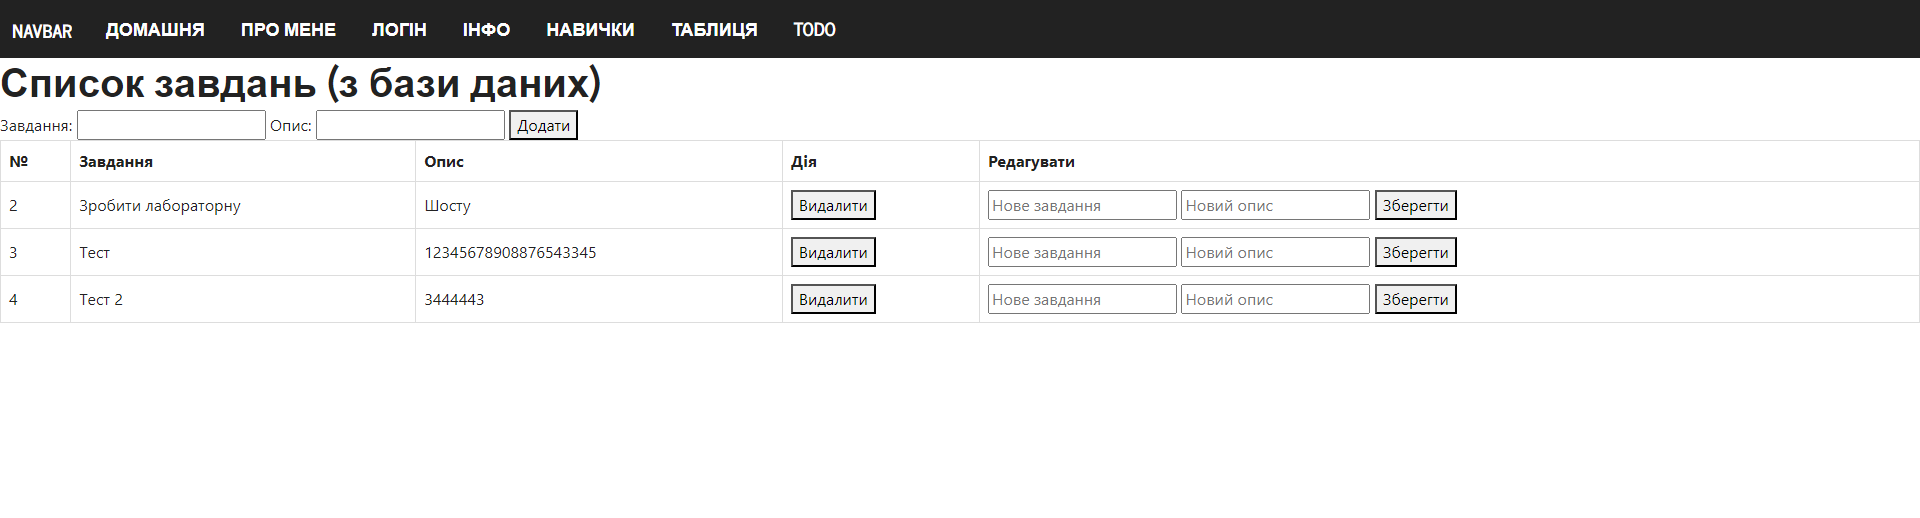 NAVBAR ДОМАШНЯ ПРО МЕНЕ ЛОГІН ІНФО НАВИЧКИ ТАБЛИЦЯ TODO
Список завдань (з бази даних)
Завдання: Опис: Додати
№ Завдання Опис Дія Редагувати
2 Зробити лабораторну Шосту Видалити Нове завдання Новий опис Зберегти
3 Тест 12345678908876543345 Видалити Нове завдання Новий опис Зберегти
4 Тест 2 3444443 Видалити Нове завдання Новий опис Зберегти